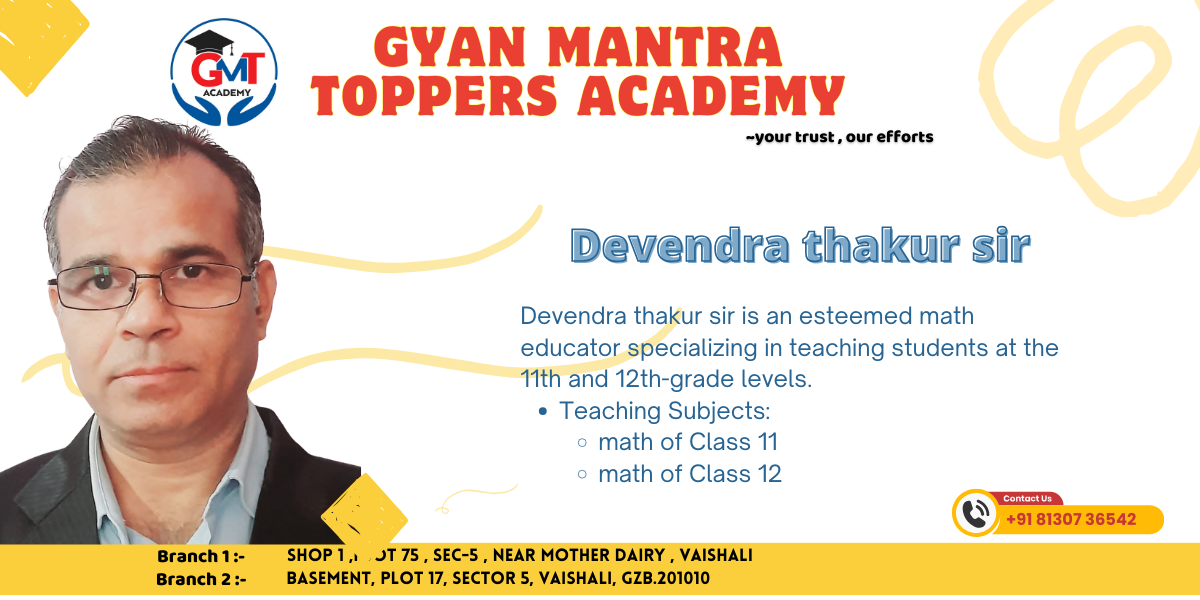 GMT
ACADEMY
GYAN MANTRA
TOPPERS ACADEMY
~your trust , our efforts
Devendra thakur sir
Devendra thakur sir is an esteemed math
educator specializing in teaching students at the
11th and 12th-grade levels.
Teaching Subjects:
math of Class 11
math of Class 12
Contact Us
+91 81307 36542
Branch 1 :- SHOP 1 , 75 , SEC-5 , NEAR MOTHER DAIRY , VAISHALI
Branch 2 :- BASEMENT, PLOT 17, SECTOR 5, VAISHALI, GZB.201010